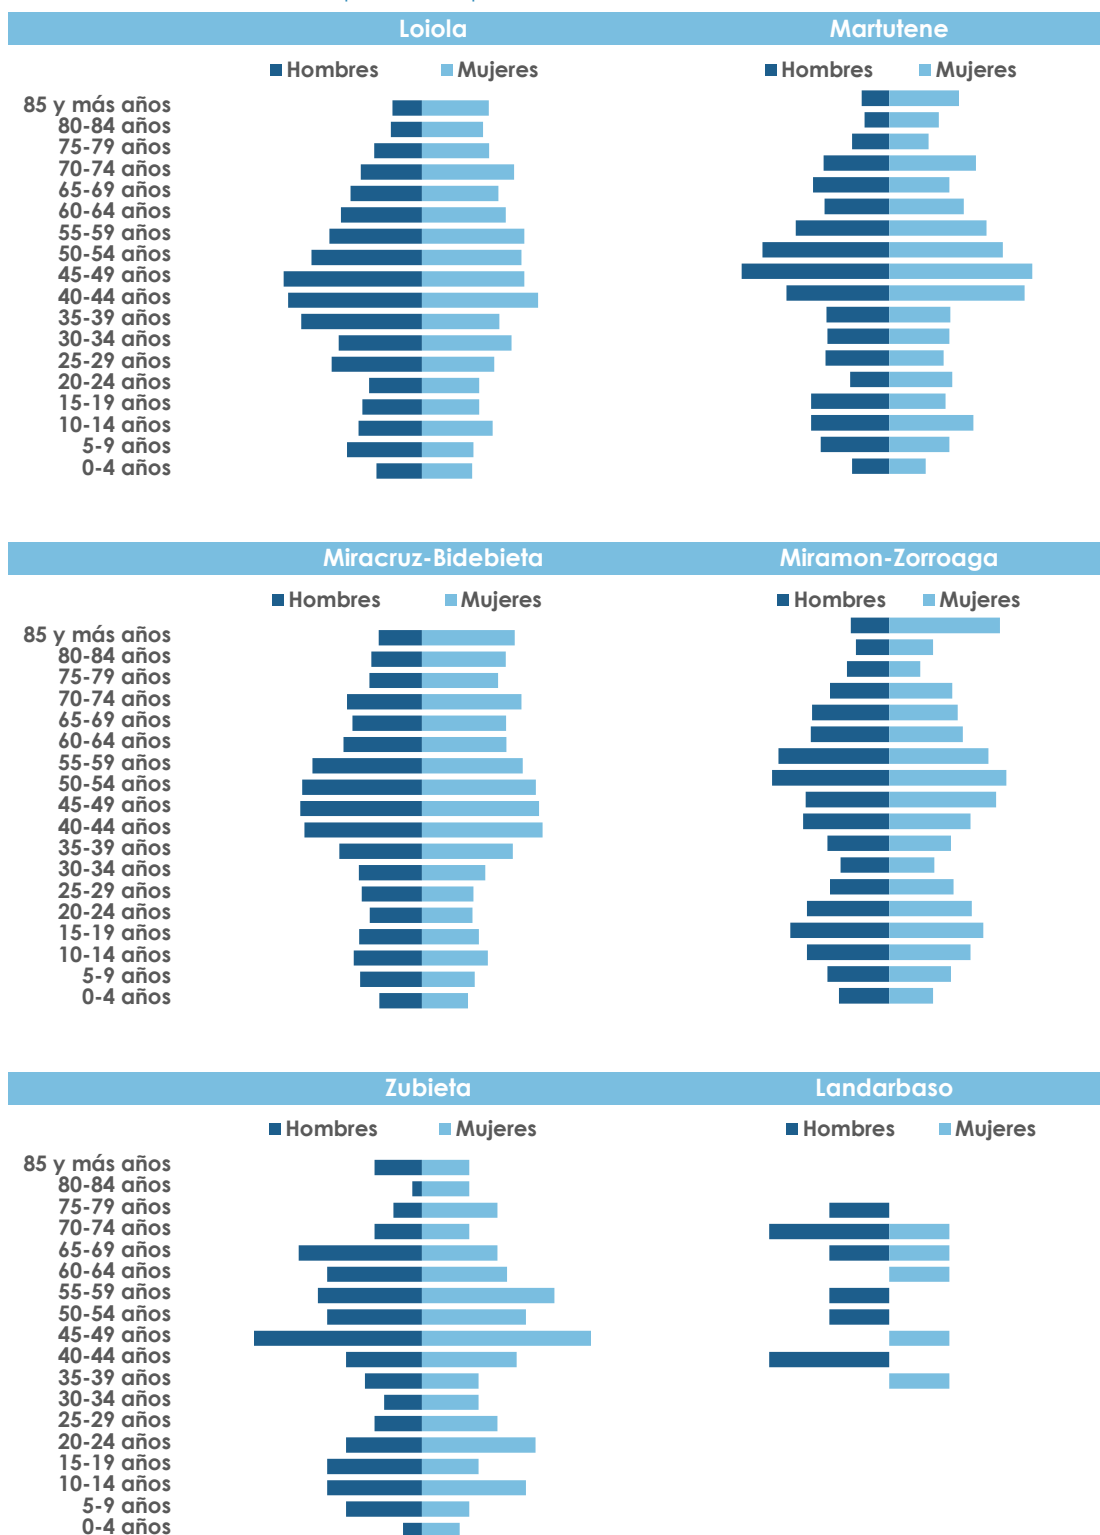 Loiola Martutene
Hombres Mujeres Hombres Mujeres
85 y más años
80-84 años
75-79 años
70-74 años
65-69 años
60-64 años
55-59 años
50-54 años
45-49 años
40-44 años
35-39 años
30-34 años
25-29 años
20-24 años
15-19 años
10-14 años
5-9 años
0-4 años
Miracruz-Bidebieta Miramon-Zorroaga
Hombres Mujeres Hombres Mujeres
85 y más años
80-84 años
75-79 años
70-74 años
65-69 años
60-64 años
55-59 años
50-54 años
45-49 años
40-44 años
35-39 años
30-34 años
25-29 años
20-24 años
15-19 años
10-14 años
5-9 años
0-4 años
Zubieta Landarbaso
Hombres Mujeres Hombres Mujeres
85 y más años
80-84 años
75-79 años
70-74 años
65-69 años
60-64 años
55-59 años
50-54 años
45-49 años
40-44 años
35-39 años
30-34 años
25-29 años
20-24 años
15-19 años
10-14 años
5-9 años
0-4 años